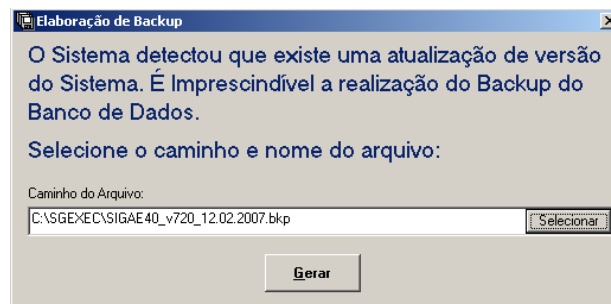 Elaboração de Backup
O Sistema detectou que existe uma atualização de versão
do Sistema. É Imprescindível a realização do Backup do
Banco de Dados.
Selecione o caminho e nome do arquivo:
Caminho do Arquivo:
C:\SGEXEC\SIGAE40_v720_12.02.2007.bkp
Selecionar
Gerar